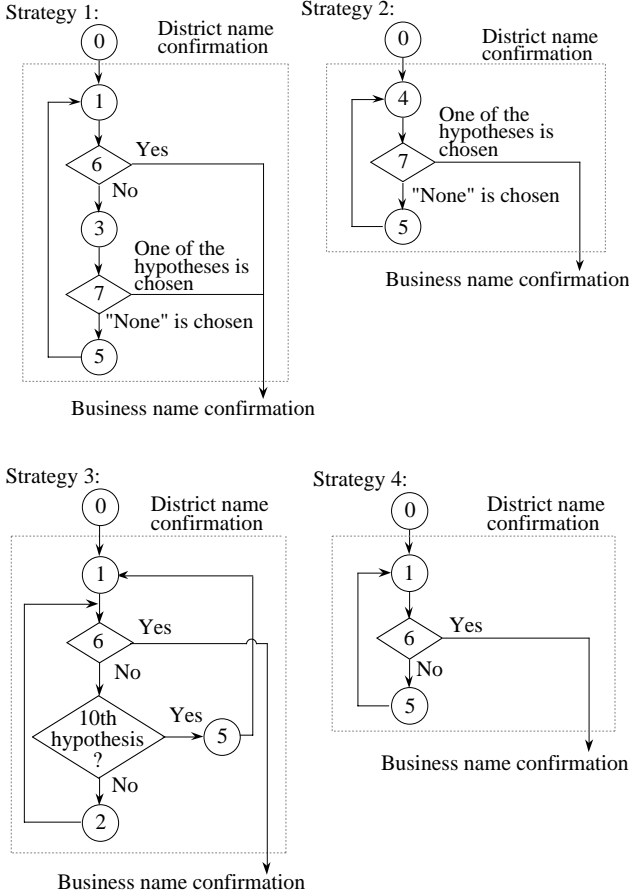 Strategy 1:
0
District name
confirmation
1
6
Yes
No
3
One of the
hypotheses is
chosen
7
"None" is chosen
5
Business name confirmation
Strategy 2:
0
District name
confirmation
4
One of the
hypotheses is
chosen
7
"None" is chosen
5
Business name confirmation
Strategy 3:
0
District name
confirmation
1
6
Yes
No
10th
hypothesis
?
Yes
5
No
2
Business name confirmation
Strategy 4:
0
District name
confirmation
1
6
Yes
No
5
Business name confirmation